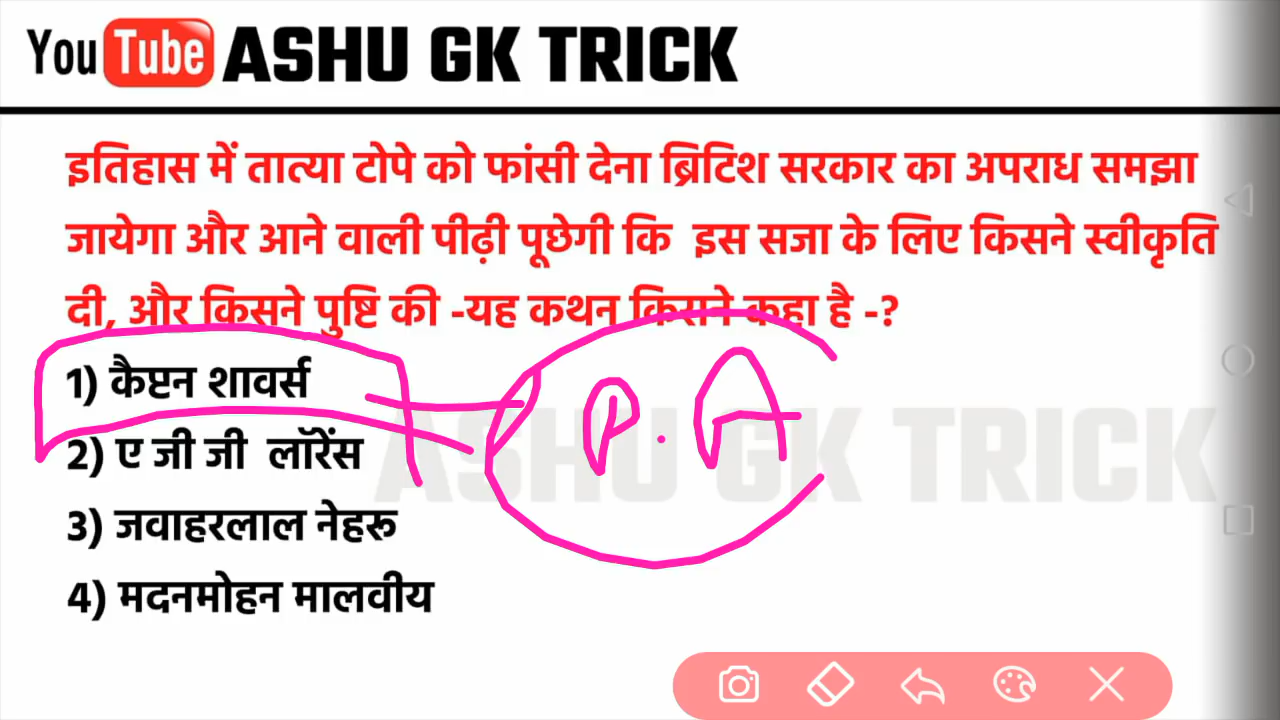 You Tube ASHU GK TRICK
इतिहास में तात्या टोपे को फांसी देना ब्रिटिश सरकार का अपराध समझा
जायेगा और आने वाली पीढ़ी पूछेगी कि इस सजा के लिए किसने स्वीकृति
दी, और किसने पुष्टि की -यह कथन किसने कहा है -?
1) कैप्टन शावर्स
P.A
ASHU GK TRICK
2) ए जी जी लॉरेंस
3) जवाहरलाल नेहरू
4) मदनमोहन मालवीय